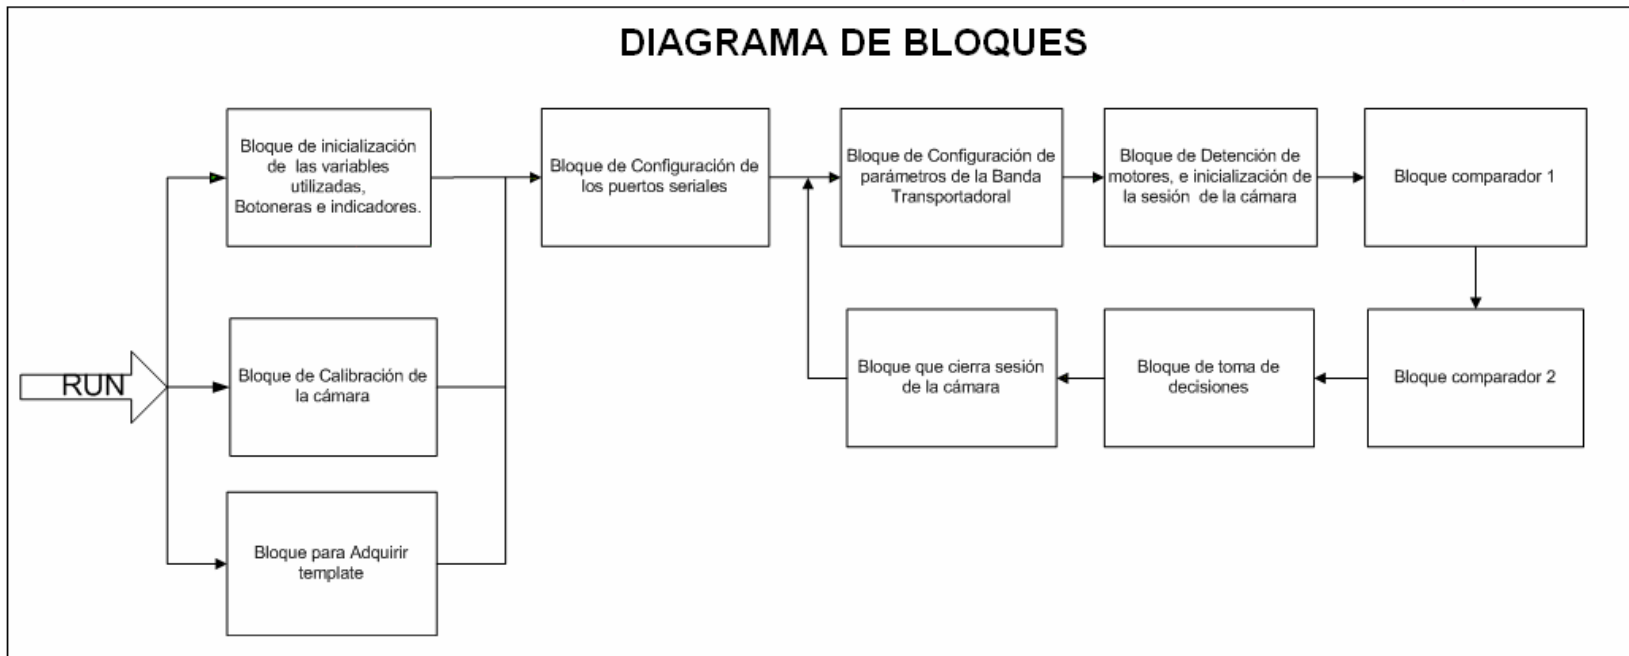 DIAGRAMA DE BLOQUES
Bloque de inicialización
de las variables
utilizadas,
Botoneras e indicadores.
Bloque de Configuración de
los puertos seriales
Bloque de Configuración de
parámetros de la Banda
Transportadoral
Bloque de Detención de
motores, e inicialización de
la sesión de la cámara
Bloque comparador 1
RUN
Bloque de Calibración de
la cámara
Bloque que cierra sesión
de la cámara
Bloque de toma de
decisiones
Bloque comparador 2
Bloque para Adquirir
template